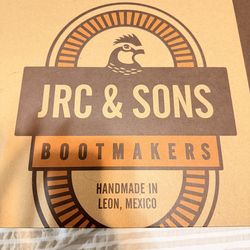 JRC & SONS
BOOTMAKERS
HANDMADE IN
LEON, MEXICO